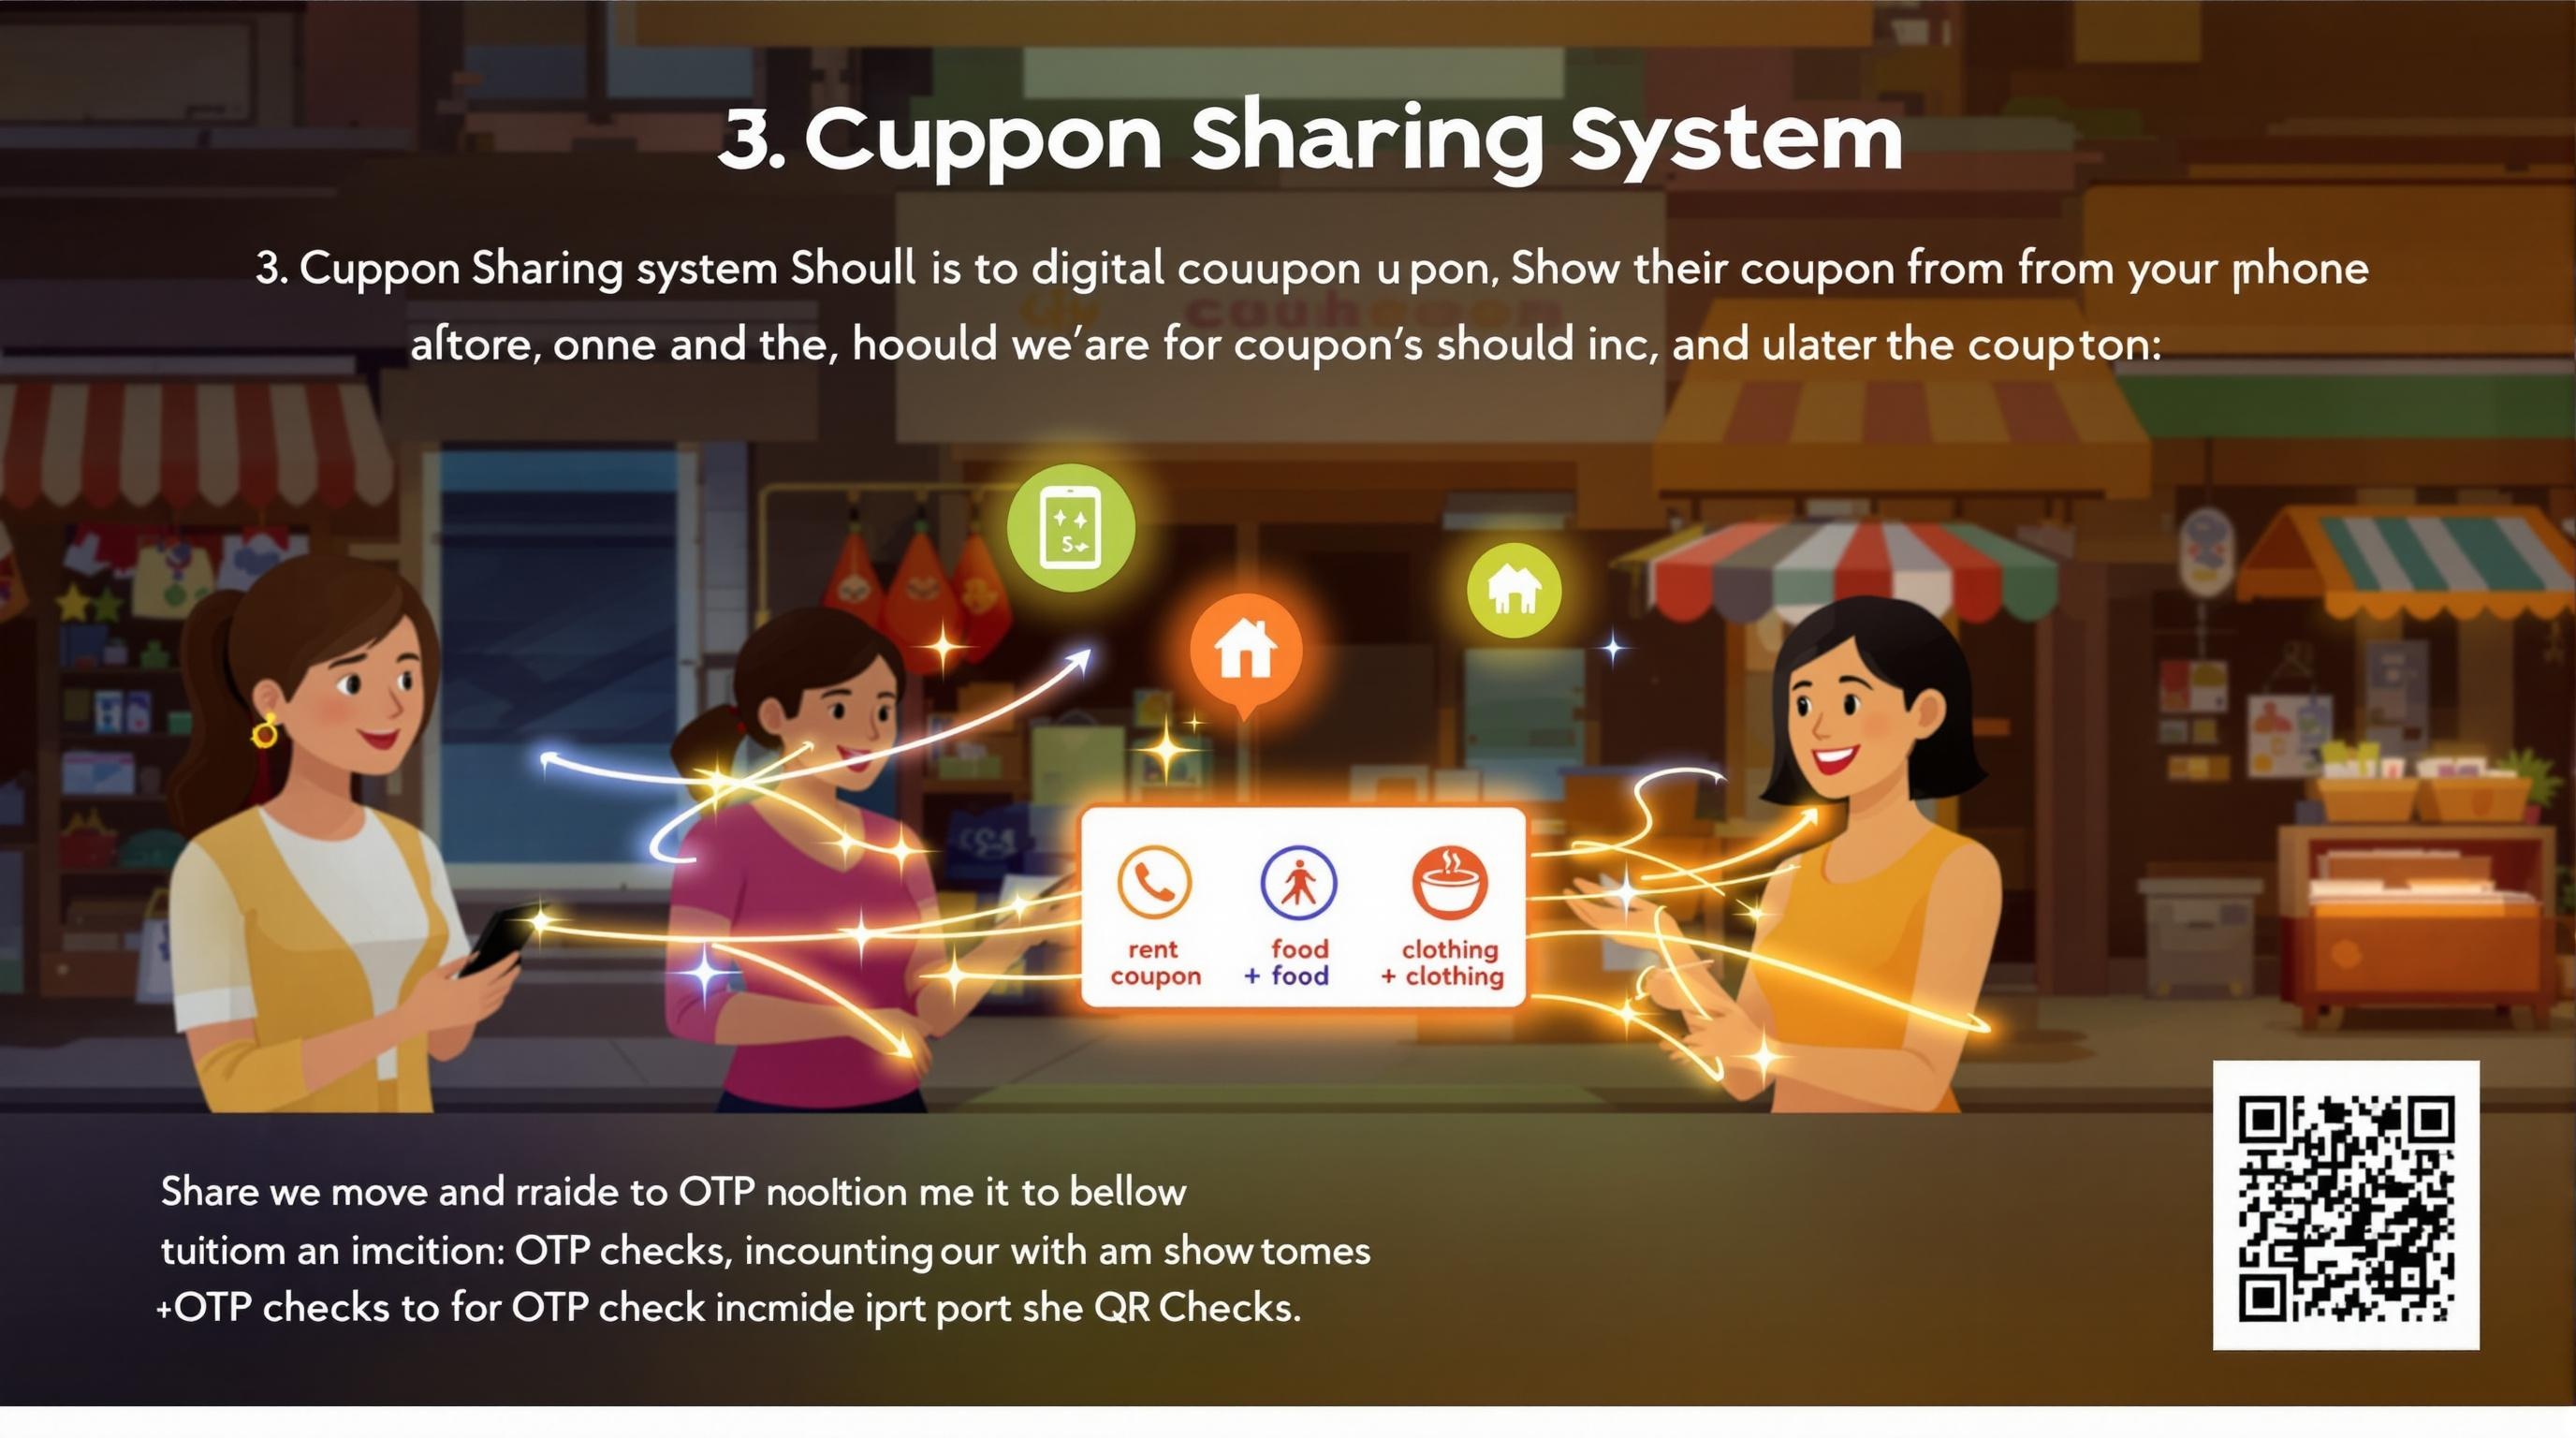 3. Cuppon Sharing System
3. Cuppon Sharing system Shoull is to digital couupon u pon, Show their coupon from from your mhone
aftore, onne and the, hoould we'are for coupon's should inc, and ulater the coupton:
rent
coupon
food
+ food
clothing
+ clothing
Share we move and rraide to OTP nooltion me it to bellow
tuitiom an imcition: OTP checks, incounting our with am show tomes
+OTP checks to for OTP check incmide iprt port she QR Checks.